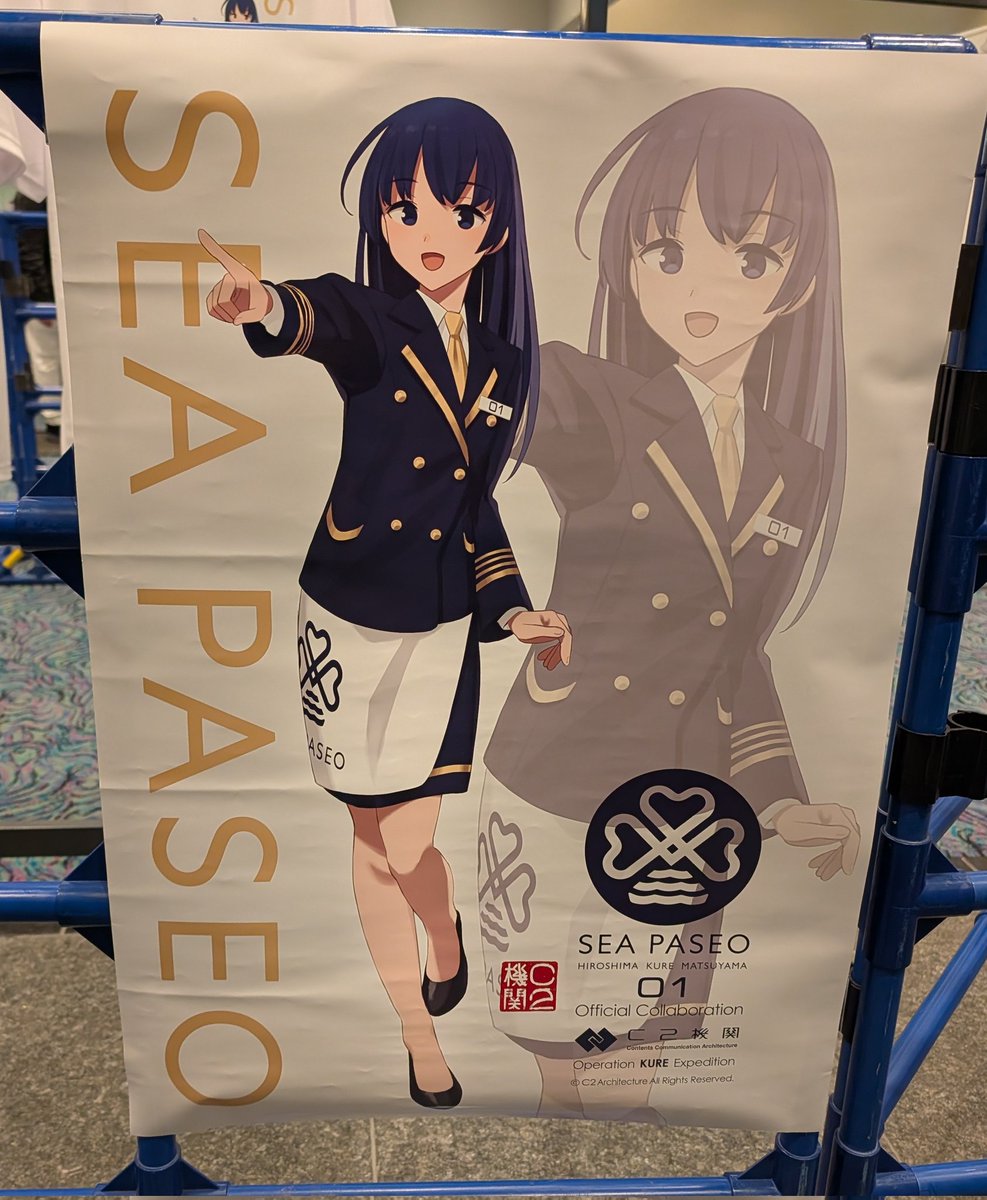 SEA PASEO
01
01
ASEO
C2
機関
SEA PASEO
HIROSHIMA KURE MATSUYAMA
01
Official Collaboration
C2機関
Contents Communication Architecture
Operation KURE Expedition
© C2 Architecture All Rights Reserved.